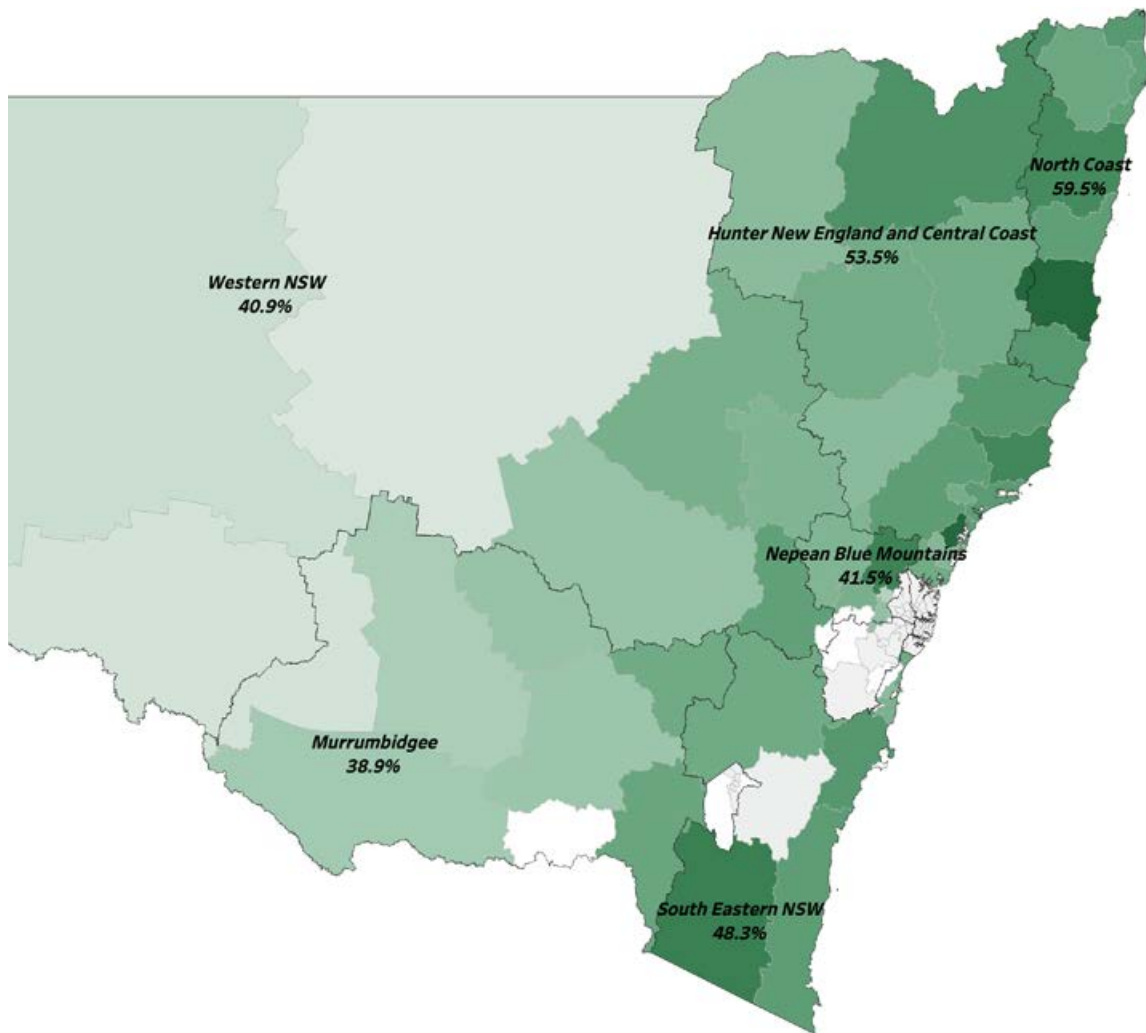 North Coast
59.5%
Hunter New England and Central Coast
53.5%
Western NSW
40.9%
Nepean Blue Mountains
41.5%
Murrumbidgee
38.9%
South Eastern NSW
48.3%